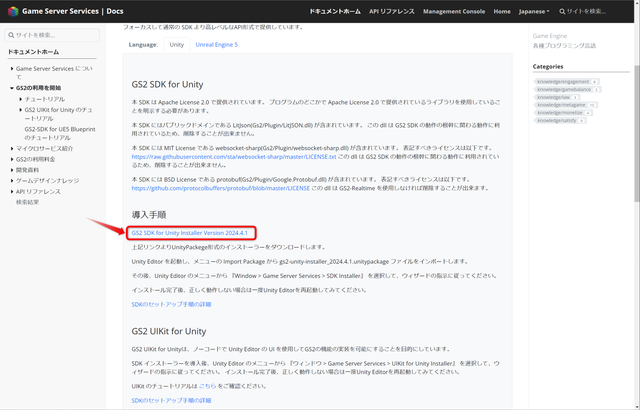 Game Server Services | Docs
ドキュメントホーム
API リファレンス
Management Console
Home
Japanese
サイトを検索...
サイトを検索...
ドキュメントホーム
Game Server Services につい
て
GS2の利用を開始
チュートリアル
GS2 UIKit for Unity のチュ
ートリアル
GS2-SDK for UE5 Blueprint
のチュートリアル
マイクロサービス紹介
GS2の利用料金
開発資料
ゲームデザインナレッジ
API リファレンス
検索結果
フォーカスして通常の SDK より高レベルなAPI形式で提供しています。
Language:
Unity
Unreal Engine 5
GS2 SDK for Unity
本 SDK は Apache License 2.0 で提供されています。 プログラムのどこかで Apache License 2.0 で提供されているライブラリを使用していること
を明示する必要があります。
本 SDK にはパブリックドメインである LitJson(Gs2/Plugin/LitJSON.dll) が含まれています。 この dll は GS2 SDK の動作の根幹に関わる動作に利
用されているため、削除することが出来ません。
本 SDK には MIT License である websocket-sharp(Gs2/Plugin/websocket-sharp.dll) が含まれています。 表記すべきライセンスは以下です。
https://raw.githubusercontent.com/sta/websocket-sharp/master/LICENSE.txt この dll は GS2 SDK の動作の根幹に関わる動作に利用されてい
るため、削除することが出来ません。
本 SDK には BSD License である protobuf(Gs2/Plugin/Google.Protobuf.dll) が含まれています。 表記すべきライセンスは以下です。
https://github.com/protocolbuffers/protobuf/blob/master/LICENSE この dll は GS2-Realtime を使用しなければ削除することが出来ます。
導入手順
GS2 SDK for Unity Installer Version 2024.4.1
上記リンクよりUnityPackege形式のインストーラーをダウンロードします。
Unity Editor を起動し、メニューの Import Package から gs2-unity-installer_2024.4.1.unitypackage ファイルをインポートします。
その後、Unity Editor のメニューから 『Window > Game Server Services > SDK Installer』 を選択して、ウィザードの指示に従ってください。
インストール完了後、正しく動作しない場合は一度Unity Editorを再起動してみてください。
SDKのセットアップ手順の詳細
GS2 UIKit for Unity
GS2 UIKit for Unityは、ノーコードで Unity Editor の UI を使用してGS2の機能の実装を可能にすることを目的にしています。
SDK インストーラーを導入後、Unity Editor のメニューから 『ウィンドウ > Game Server Services > UIKit for Unity Installer』 を選択して、ウ
ィザードの指示に従ってください。 インストール完了後、正しく動作しない場合は一度Unity Editorを再起動してみてください。
UIKit のチュートリアルは こちら をご確認ください。
SDKのセットアップ手順の詳細
Game Engine
各種プログラミング言語
Categories
knowledge/engagement
knowledge/gamebalance
knowledge/law
knowledge/metagame
knowledge/monetize
knowledge/satisfy